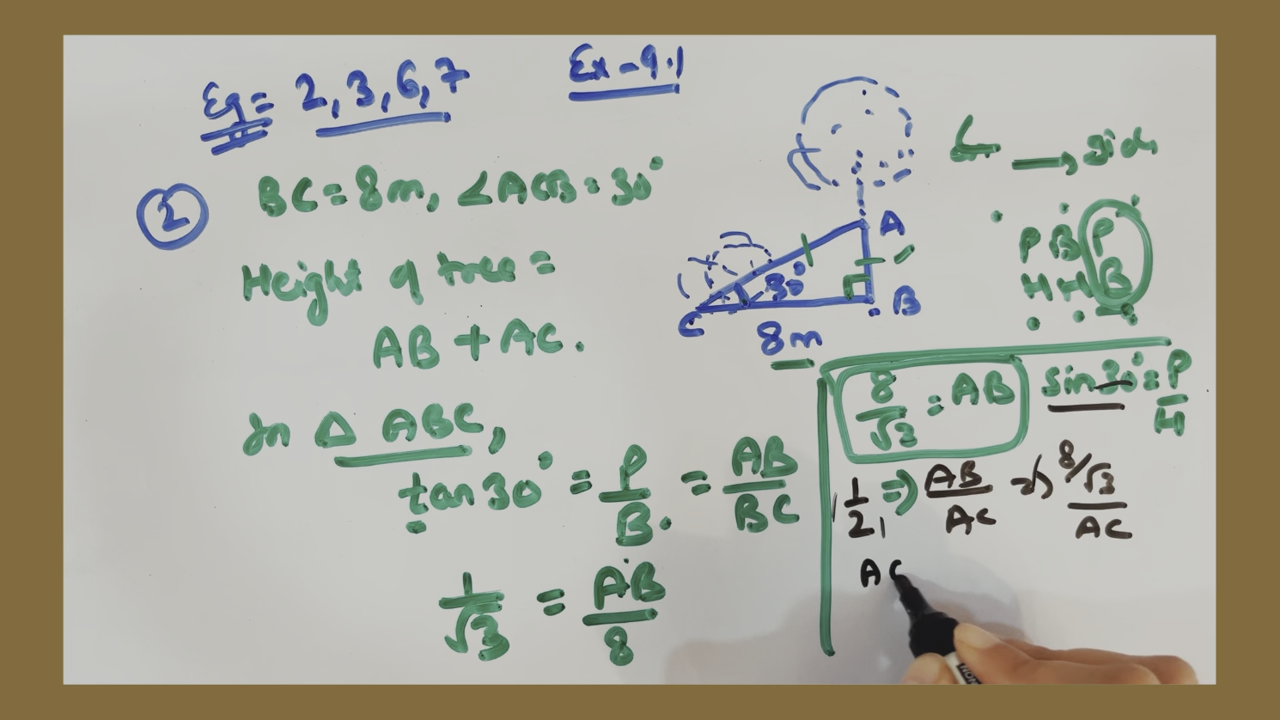 Eq = 2, 3, 6, 7
Ex - 9.1
2
BC = 8m, ∠ACB = 30°
Height of tree =
AB + AC.
In Δ ABC,
tan 30° = P/B. = AB/BC
1/√3 = AB/8
A
30°
C
B
8m
P B P
H H B
8/√3 = AB
sin 30° = P/H
1/2 ⇒ AB/AC ⇒ 8/√3/AC
AC